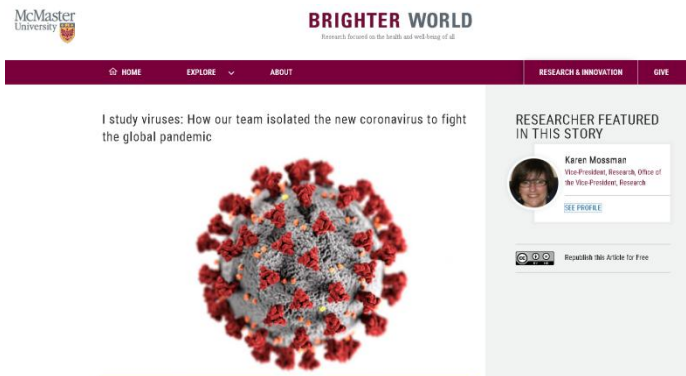 McMaster
University
BRIGHTER WORLD
Research focused on the health and well-being of all
HOME EXPLORE ABOUT RESEARCH & INNOVATION GIVE
I study viruses: How our team isolated the new coronavirus to fight
the global pandemic
RESEARCHER FEATURED
IN THIS STORY
Karen Mossman
Vice-President, Research, Office of
the Vice-President, Research
SEE PROFILE
Republish this Article for Free